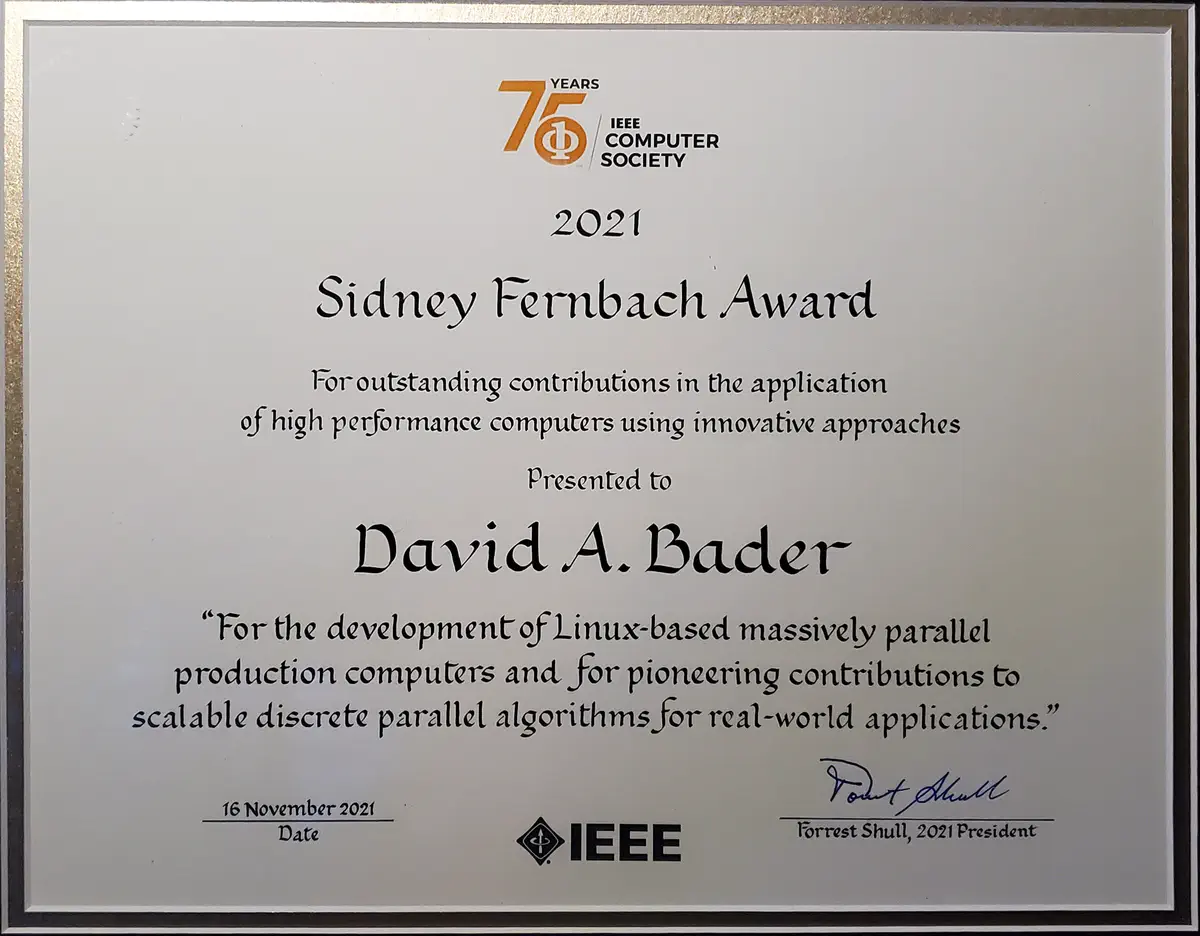 75 YEARS
IEEE
COMPUTER
SOCIETY
2021
Sidney Fernbach Award
For outstanding contributions in the application
of high performance computers using innovative approaches
Presented to
David A. Bader
“For the development of Linux-based massively parallel
production computers and for pioneering contributions to
scalable discrete parallel algorithms for real-world applications.”
16 November 2021
Date
IEEE
Forrest Shull
Forrest Shull, 2021 President